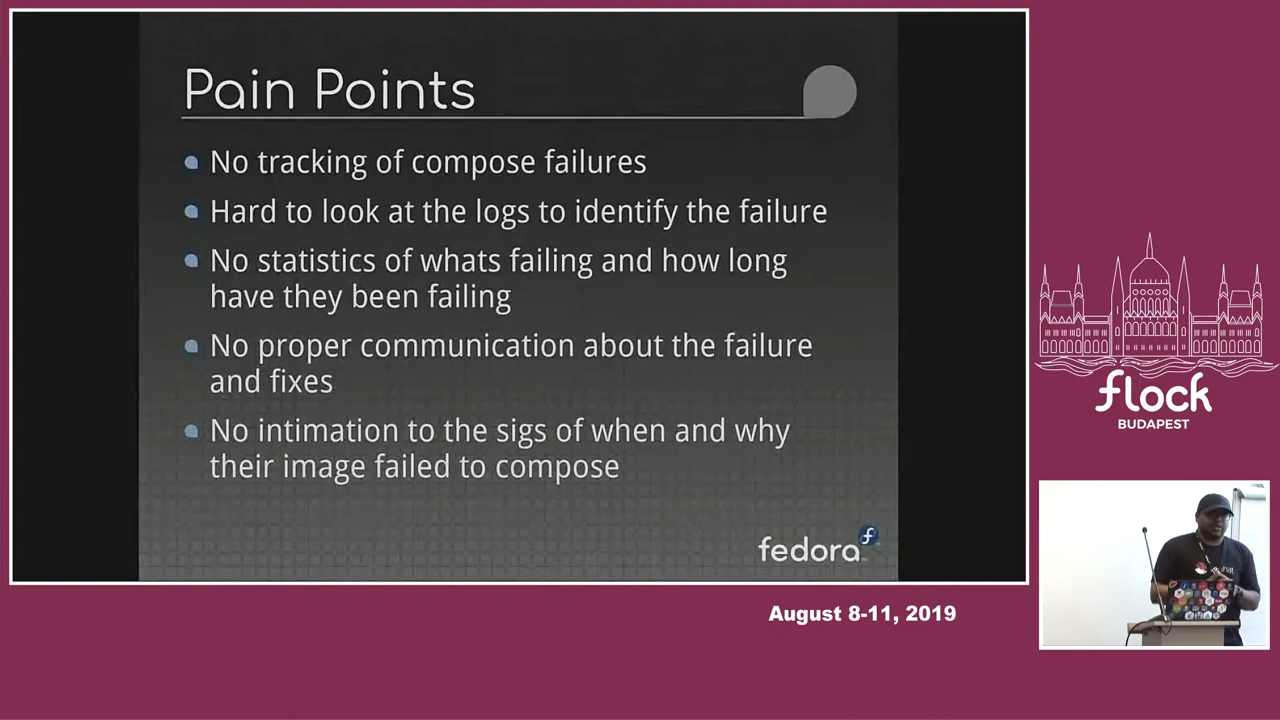 Pain Points
No tracking of compose failures
Hard to look at the logs to identify the failure
No statistics of whats failing and how long
have they been failing
No proper communication about the failure
and fixes
No intimation to the sigs of when and why
their image failed to compose
fedora
flock
BUDAPEST
August 8-11, 2019